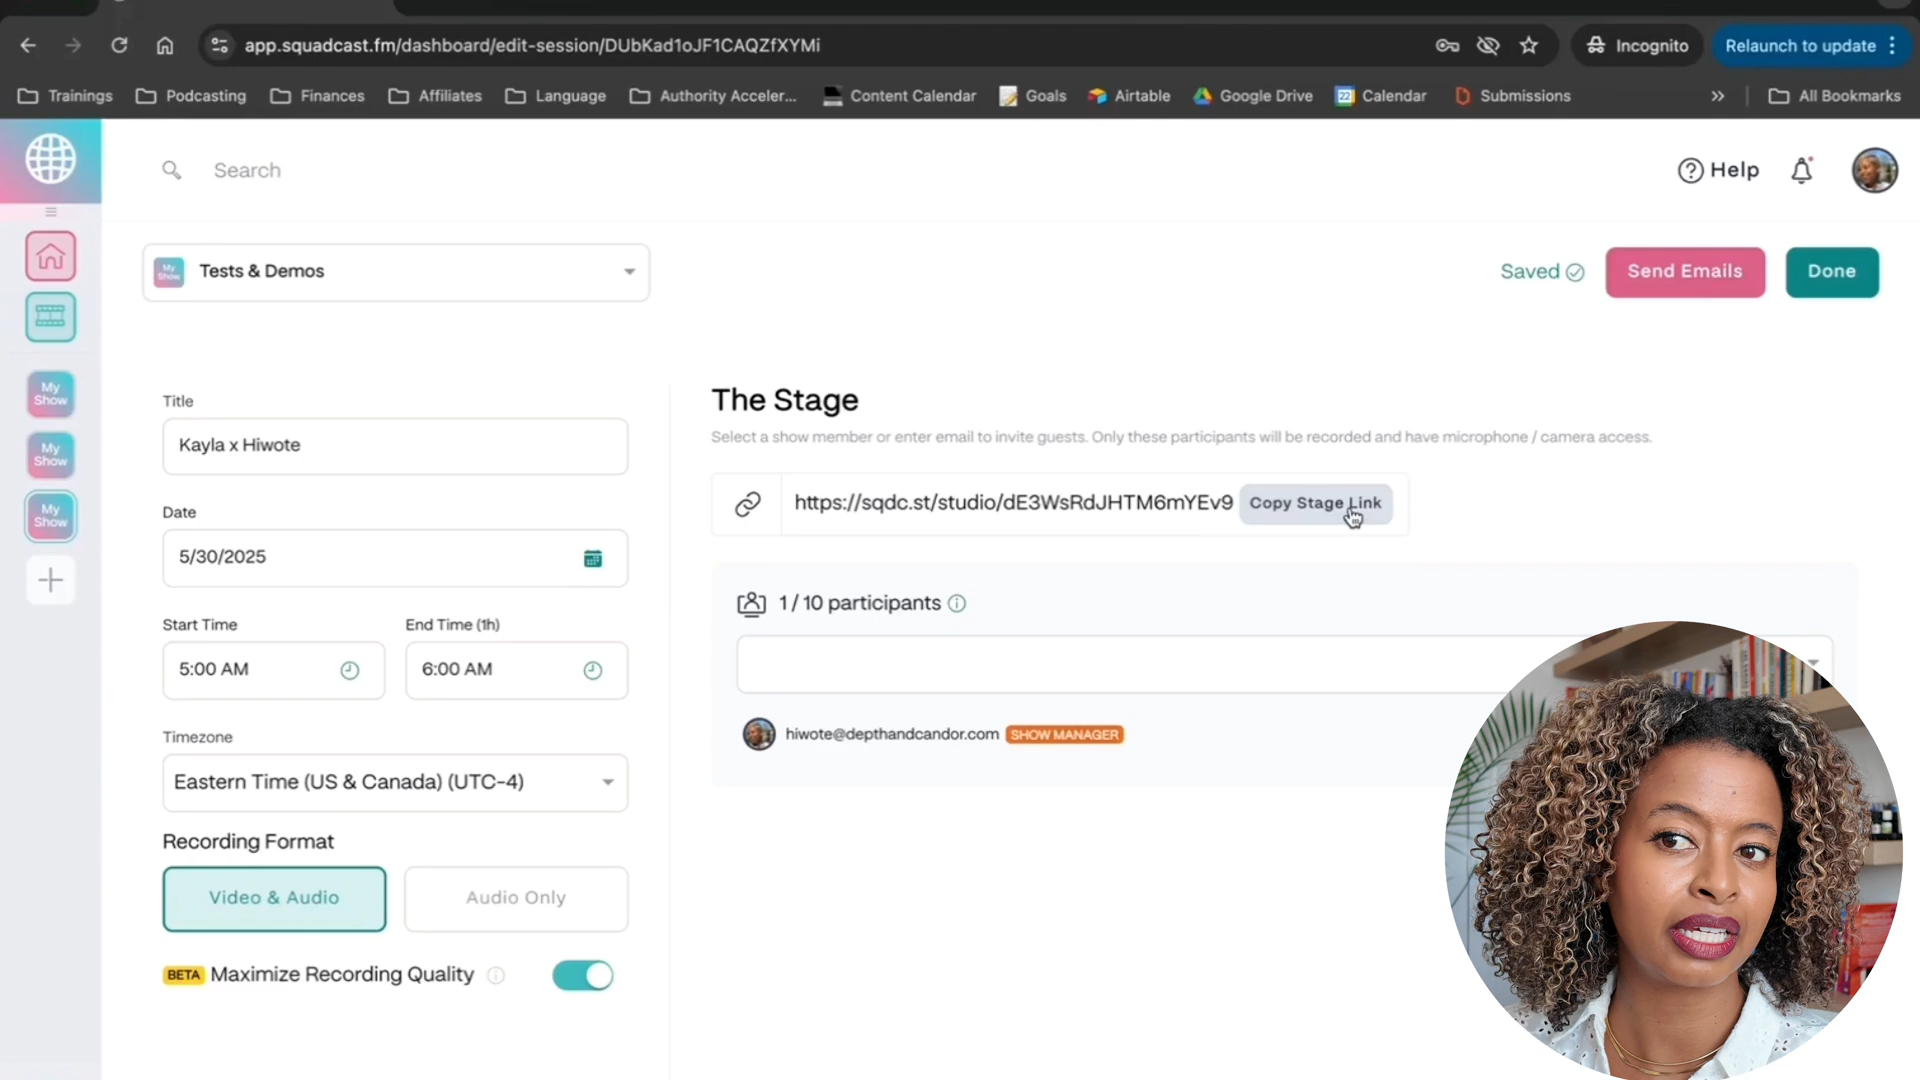 app.squadcast.fm/dashboard/edit-session/DUbKad1oJF1CAQZfXYMi
Incognito
Relaunch to update
Trainings
Podcasting
Finances
Affiliates
Language
Authority Acceler...
Content Calendar
Goals
Airtable
Google Drive
22
Calendar
Submissions
All Bookmarks
Search
Help
My Show
Tests & Demos
Saved
Send Emails
Done
My
Show
My
Show
My
Show
Title
Kayla x Hiwote
Date
5/30/2025
Start Time
End Time (1h)
5:00 AM
6:00 AM
Timezone
Eastern Time (US & Canada) (UTC-4)
Recording Format
Video & Audio
Audio Only
BETA Maximize Recording Quality
The Stage
Select a show member or enter email to invite guests. Only these participants will be recorded and have microphone / camera access.
https://sqdc.st/studio/dE3WsRdJHTM6mYEv9
Copy Stage Link
1 / 10 participants
hiwote@depthandcandor.com SHOW MANAGER